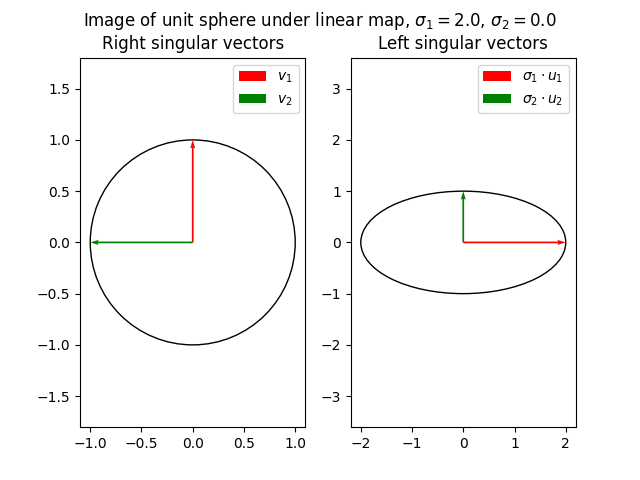 Image of unit sphere under linear map, σ₁ = 2.0, σ₂ = 0.0
Right singular vectors
v₁
v₂
1.5
1.0
0.5
0.0
−0.5
−1.0
−1.5
−1.0 −0.5 0.0 0.5 1.0
Left singular vectors
σ₁ · u₁
σ₂ · u₂
3
2
1
0
−1
−2
−3
−2 −1 0 1 2